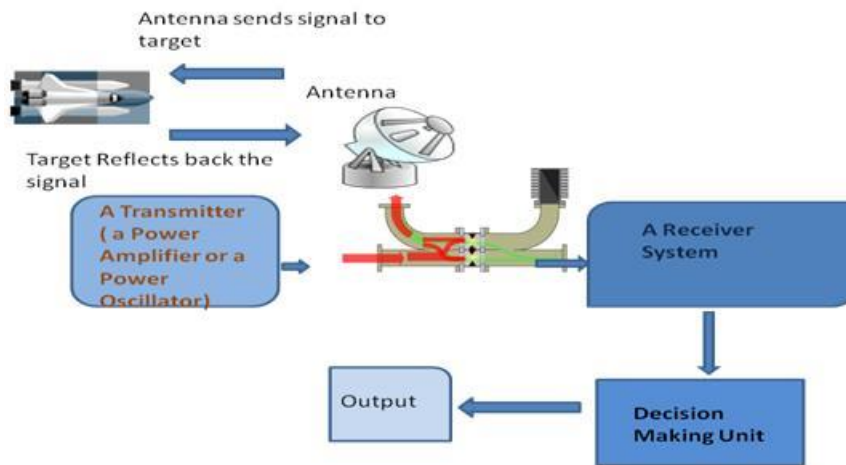 Antenna sends signal to
target
Antenna
Target Reflects back the
signal
A Transmitter
( a Power
Amplifier or a
Power
Oscillator)
A Receiver
System
Output
Decision
Making Unit